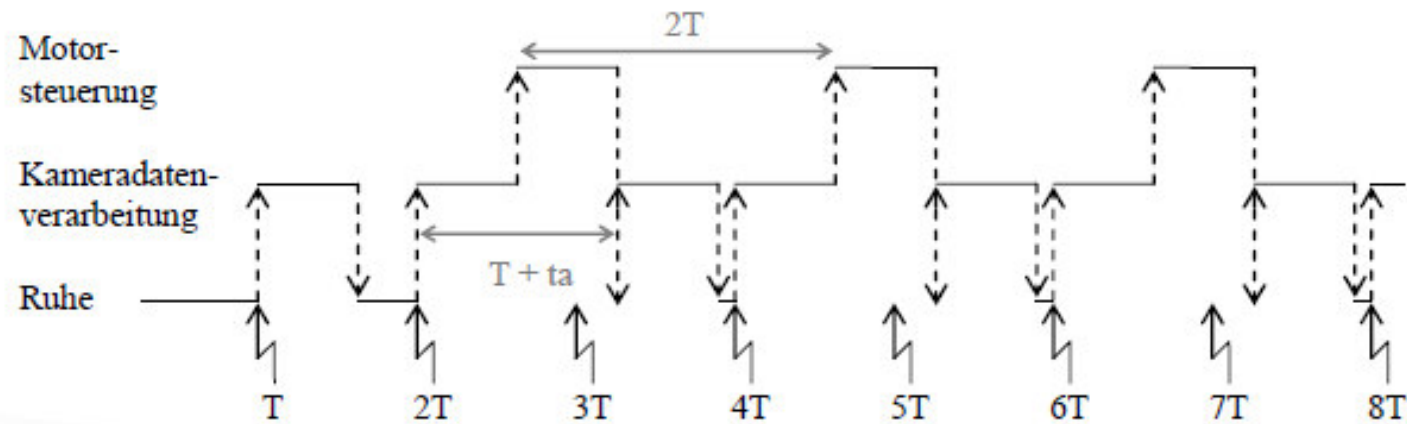 2T
Motor-
steuerung
Kameradaten-
verarbeitung
T + ta
Ruhe
T 2T 3T 4T 5T 6T 7T 8T